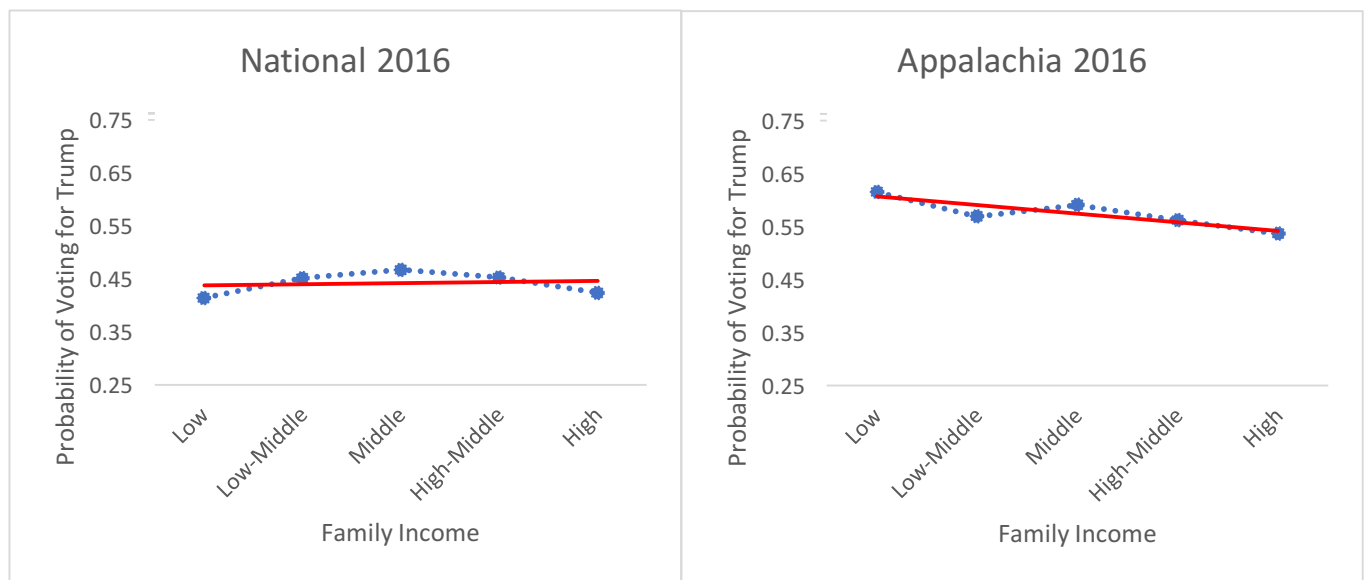 National 2016
Probability of Voting for Trump
0.75
0.65
0.55
0.45
0.35
0.25
Low
Low-Middle
Middle
High-Middle
High
Family Income
Appalachia 2016
Probability of Voting for Trump
0.75
0.65
0.55
0.45
0.35
0.25
Low
Low-Middle
Middle
High-Middle
High
Family Income